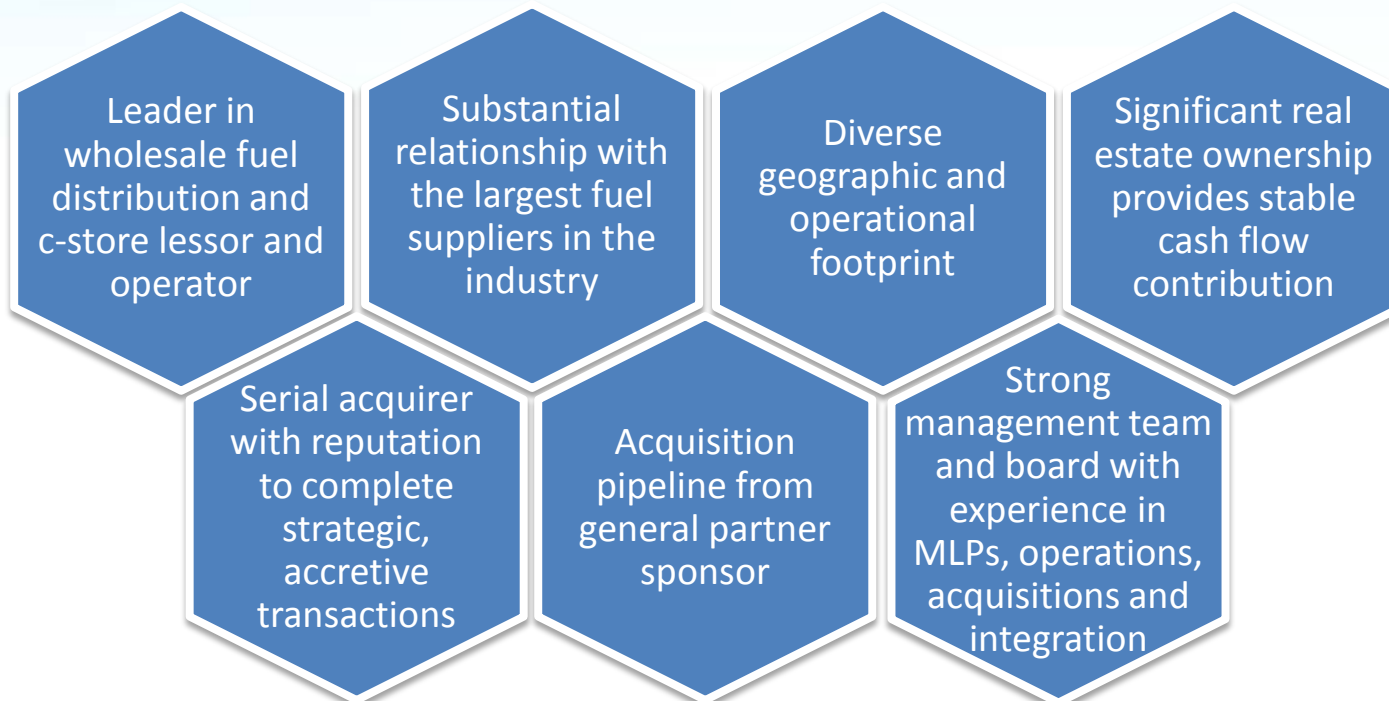 Leader in
wholesale fuel
distribution and
c-store lessor and
operator
Substantial
relationship with
the largest fuel
suppliers in the
industry
Diverse
geographic and
operational
footprint
Significant real
estate ownership
provides stable
cash flow
contribution
Serial acquirer
with reputation
to complete
strategic,
accretive
transactions
Acquisition
pipeline from
general partner
sponsor
Strong
management team
and board with
experience in
MLPs, operations,
acquisitions and
integration